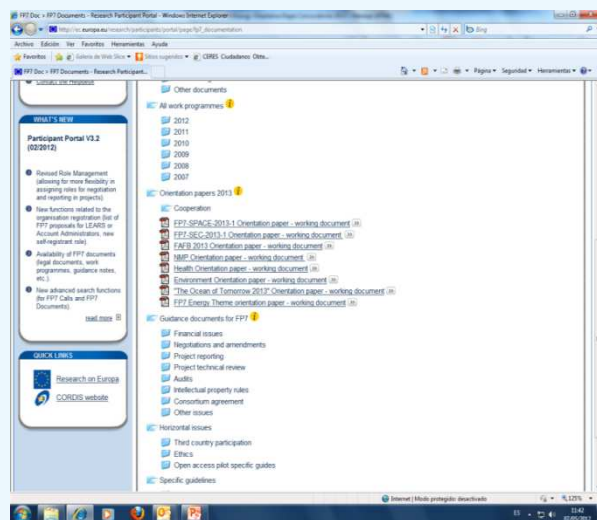 FP7 Doc > FP7 Documents - Research Participant Portal - Windows Internet Explorer
Bing
Archivo Edición Ver Favoritos Herramientas Ayuda
Favoritos Galería de Web Slice Sitios sugeridos CERES Ciudadanos Obte...
FP7 Doc > FP7 Documents - Research Participant...
Página Seguridad Herramientas
Contact the Helpdesk
WHAT'S NEW
Participant Portal V3.2
(02/2012)
Revised Role Management
(allowing for more flexibility in
assigning roles for negotiation
and reporting in projects)
New functions related to the
organisation registration (list of
FP7 proposals for LEARS or
Account Administrators, new
self-registrant role)
Availability of FP7 documents
(legal documents, work
programmes, guidance notes,
etc.)
New advanced search functions
(for FP7 Calls and FP7
Documents)
read more
QUICK LINKS
Research on Europa
CORDIS website
Other documents
All work programmes
2012
2011
2010
2009
2008
2007
Orientation papers 2013
Cooperation
FP7-SPACE-2013-1 Orientation paper - working document
FP7-SEC-2013-1 Orientation paper - working document
FAFB 2013 Orientation paper - working document
NMP Orientation paper - working document
Health Orientation paper - working document
Environment Orientation paper - working document
"The Ocean of Tomorrow 2013" Orientation paper - working document
FP7 Energy Theme orientation paper - working document
Guidance documents for FP7
Financial issues
Negotiations and amendments
Project reporting
Project technical review
Audits
Intellectual property rules
Consortium agreement
Other issues
Horizontal issues
Third country participation
Ethics
Open access pilot specific guides
Specific guidelines
Internet | Modo protegido: desactivado
125%
ES
11:42
07/05/2012